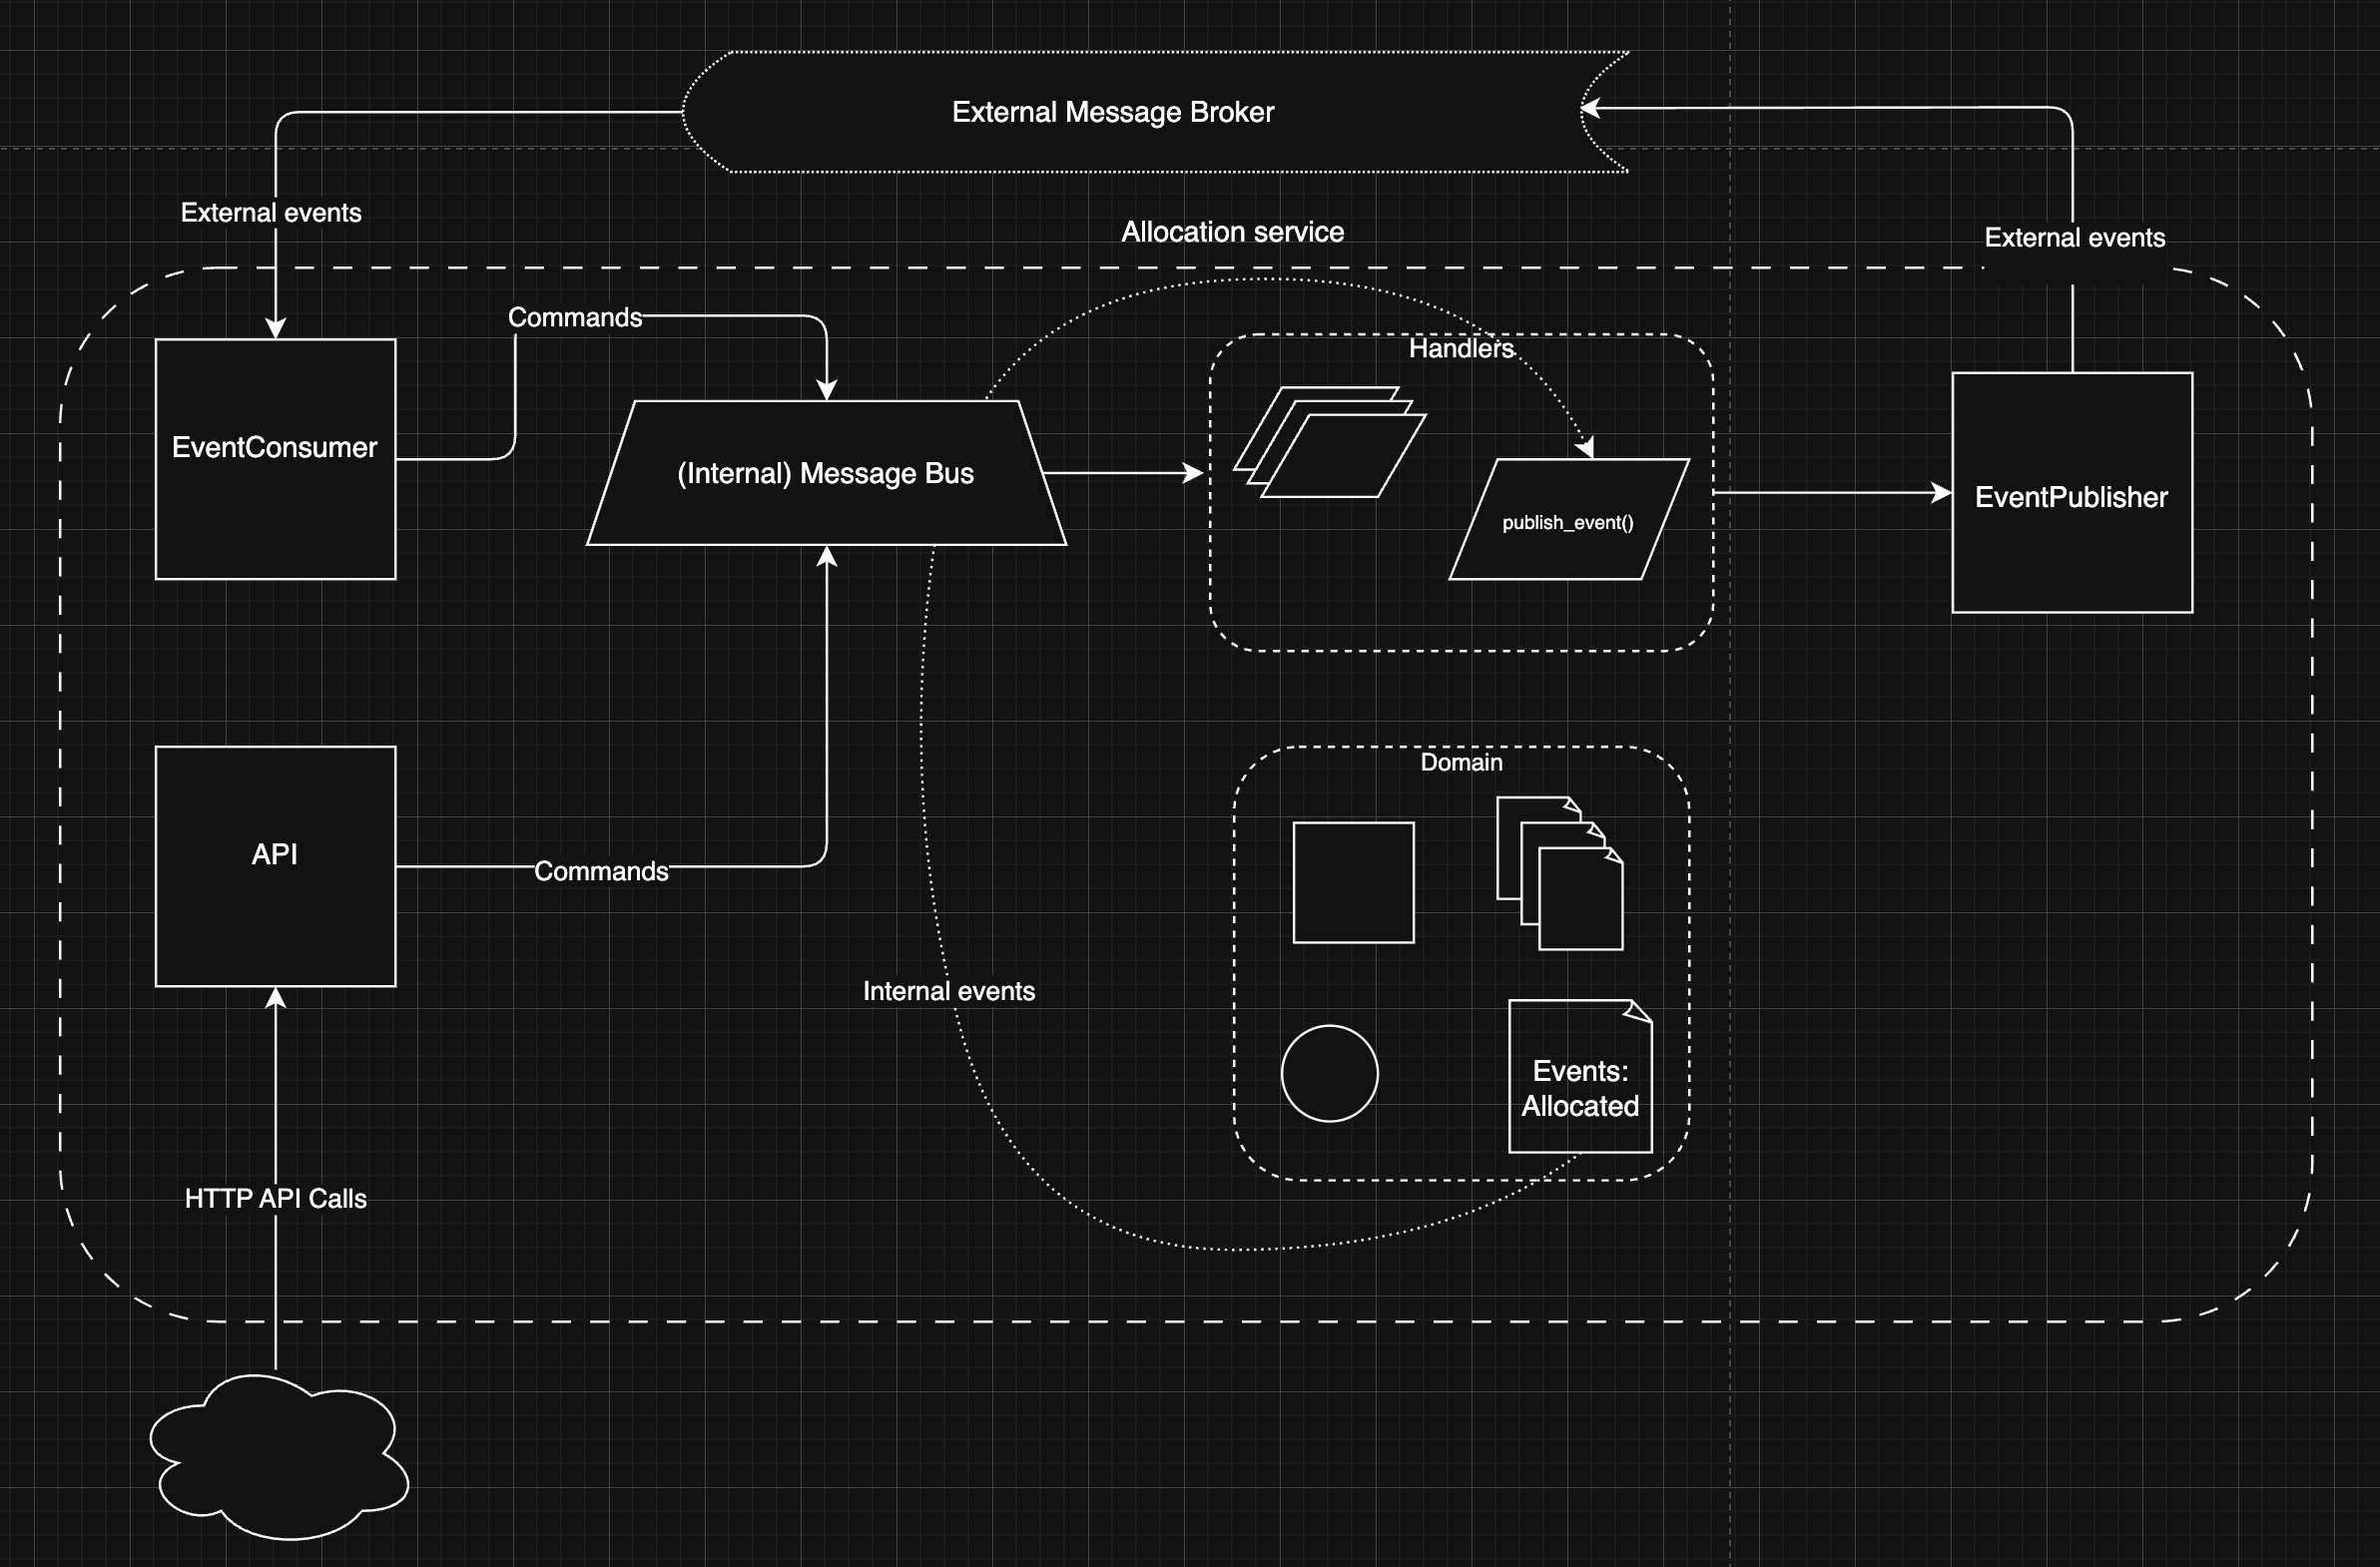 External Message Broker
External events
Allocation service
External events
Commands
Handlers
EventConsumer
(Internal) Message Bus
publish_event()
EventPublisher
Domain
API
Commands
Internal events
Events:
Allocated
HTTP API Calls